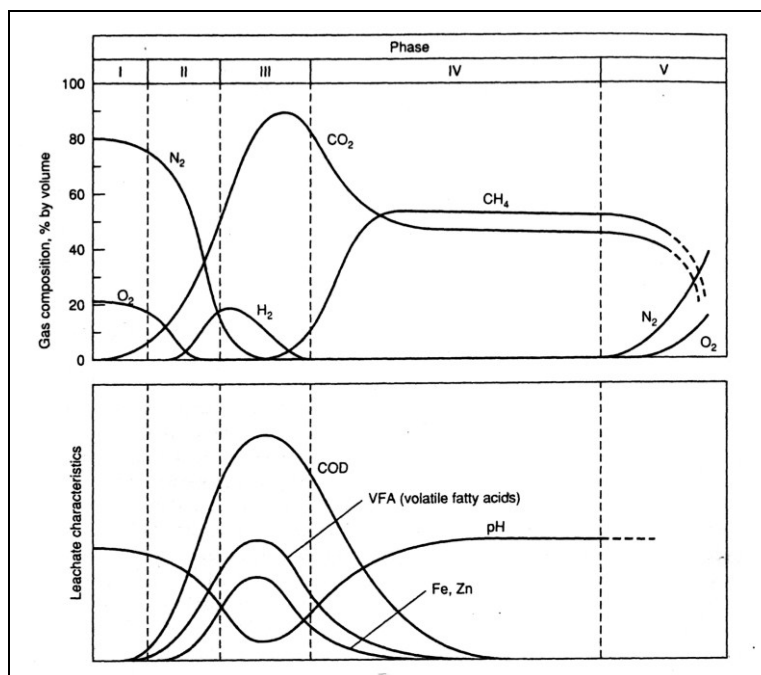 Phase
I II III IV V
100
80
60
40
20
0
Gas composition, % by volume
N₂
O₂
H₂
CO₂
CH₄
N₂
O₂
Leachate characteristics
COD
VFA (volatile fatty acids)
pH
Fe, Zn